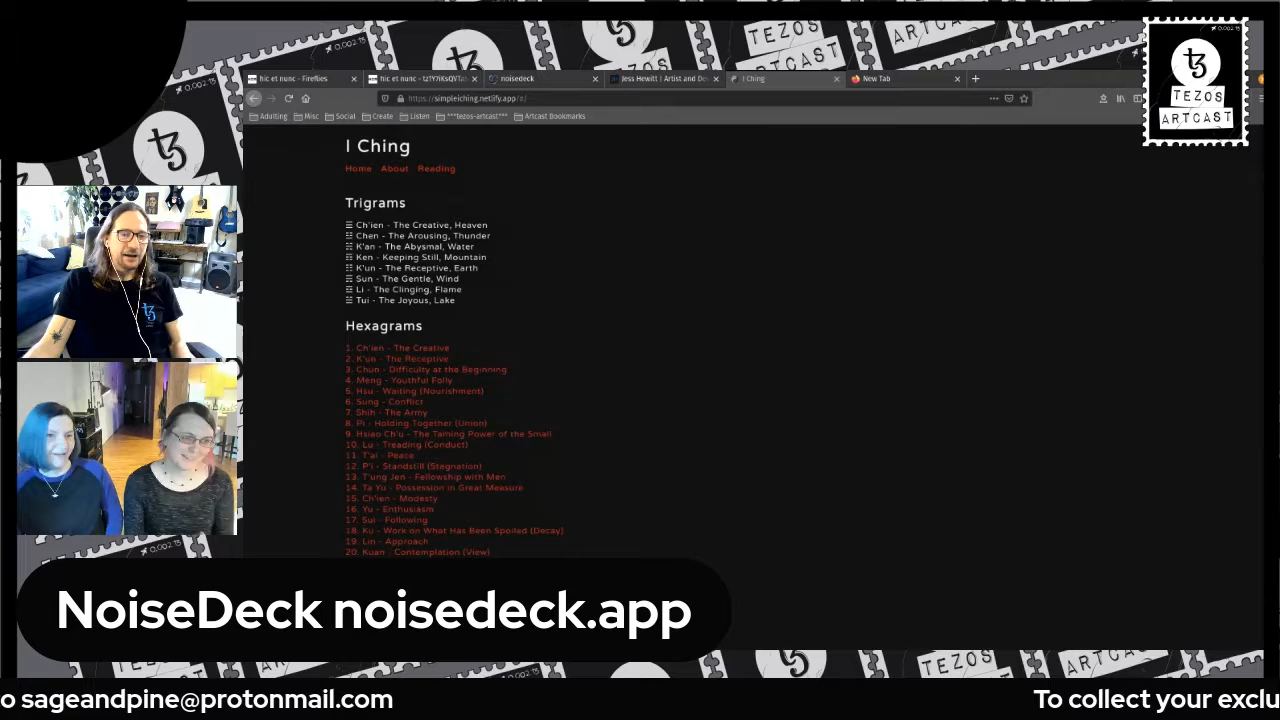 hic et nunc - Fireflies
hic et nunc - tz1Y7iKsQVTa
noisedeck
Jess Hewitt | Artist and De
I Ching
New Tab
https://simpleiching.netlify.app/#/
Adulting
Misc
Social
Create
Listen
***tezos-artcast***
Artcast Bookmarks
I Ching
Home About Reading
Trigrams
☰ Ch'ien - The Creative, Heaven
☳ Chen - The Arousing, Thunder
☵ K'an - The Abysmal, Water
☶ Ken - Keeping Still, Mountain
☷ K'un - The Receptive, Earth
☴ Sun - The Gentle, Wind
☲ Li - The Clinging, Flame
☱ Tui - The Joyous, Lake
Hexagrams
1. Ch'ien - The Creative
2. K'un - The Receptive
3. Chun - Difficulty at the Beginning
4. Meng - Youthful Folly
5. Hsu - Waiting (Nourishment)
6. Sung - Conflict
7. Shih - The Army
8. Pi - Holding Together (Union)
9. Hsiao Ch'u - The Taming Power of the Small
10. Lu - Treading (Conduct)
11. T'ai - Peace
12. P'i - Standstill (Stagnation)
13. T'ung Jen - Fellowship with Men
14. Ta Yu - Possession in Great Measure
15. Ch'ien - Modesty
16. Yu - Enthusiasm
17. Sui - Following
18. Ku - Work on What Has Been Spoiled (Decay)
19. Lin - Approach
20. Kuan - Contemplation (View)
TEZOS
ARTCAST
NoiseDeck noisedeck.app
o sageandpine@protonmail.com
To collect your exclu